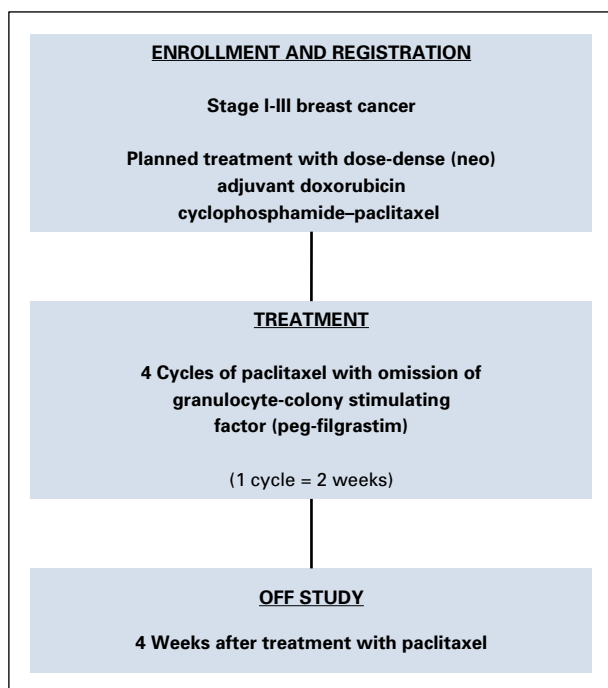 ENROLLMENT AND REGISTRATION
Stage I-III breast cancer
Planned treatment with dose-dense (neo)
adjuvant doxorubicin
cyclophosphamide–paclitaxel
TREATMENT
4 Cycles of paclitaxel with omission of
granulocyte-colony stimulating
factor (peg-filgrastim)
(1 cycle = 2 weeks)
OFF STUDY
4 Weeks after treatment with paclitaxel